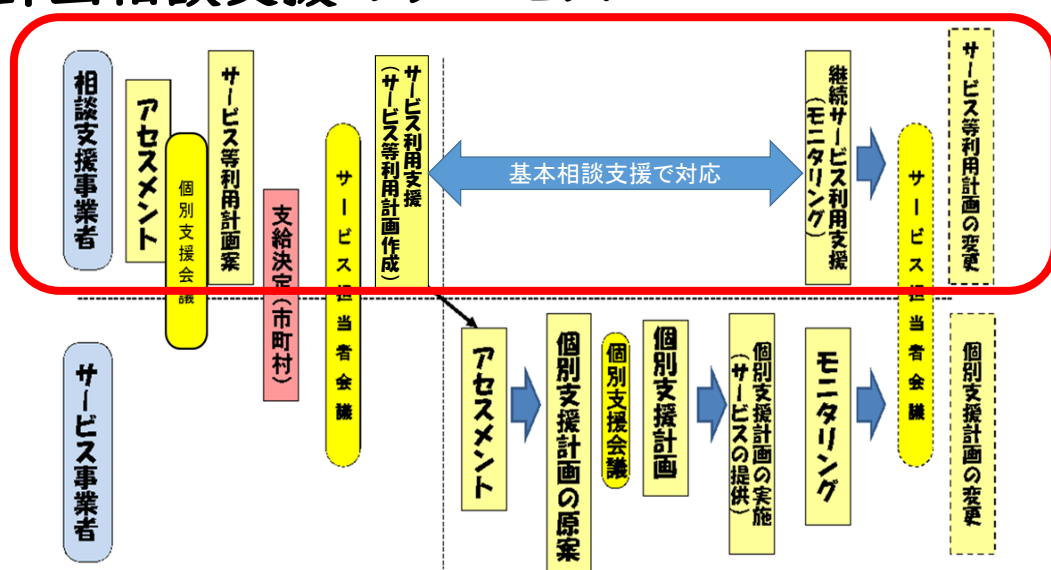 計画相談支援のサービス
相談支援事業者
アセスメント
個別支援会議
サービス等利用計画案
支給決定(市町村)
サービス担当者会議
サービス利用支援
(サービス等利用計画作成)
基本相談支援で対応
継続サービス利用支援
(モニタリング)
サービス担当者会議
サービス等利用計画の変更
サービス事業者
アセスメント
個別支援計画の原案
個別支援会議
個別支援計画
個別支援計画の実施
(サービスの提供)
モニタリング
個別支援計画の変更